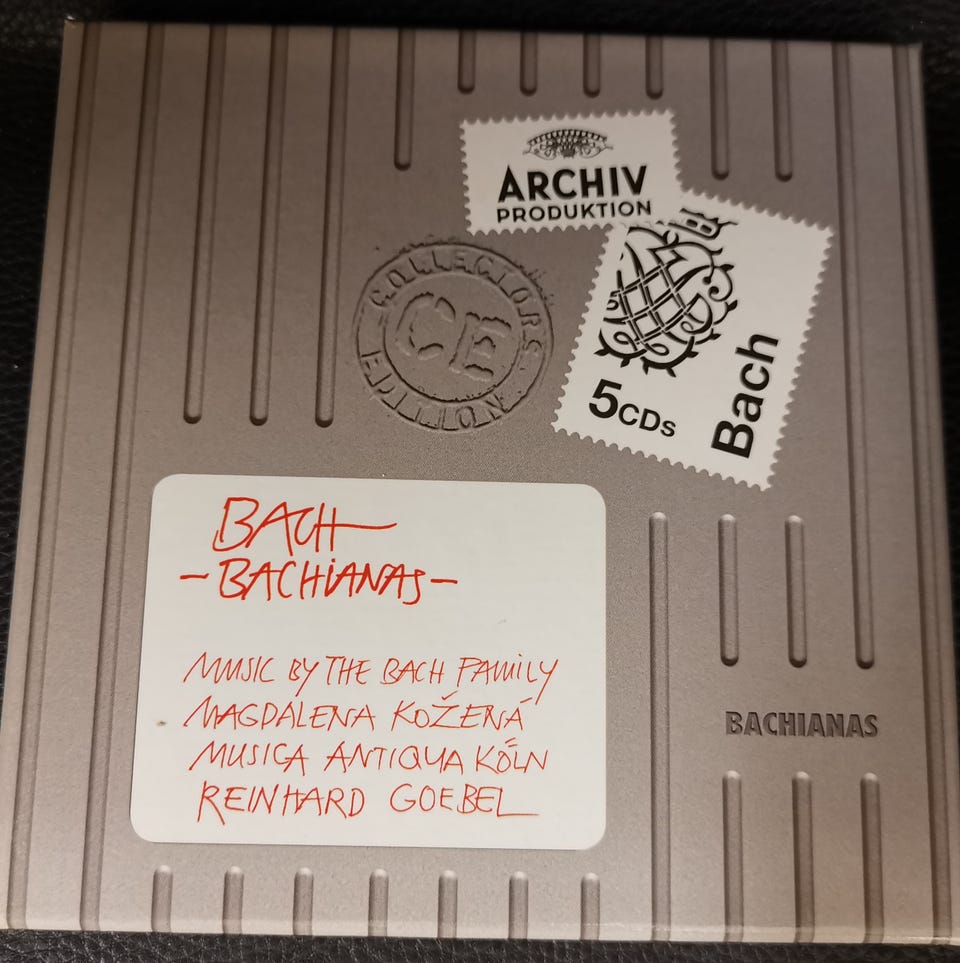 ARCHIV
PRODUKTION
COLLECTORS
CE
EDITION
5CDs
Bach
BACH
-BACHiANAS-
MUSIC BY THE BACH FAMiLY
MAGDALENA KOŽENÁ
MUSICA ANTIQUA KÖLN
REINHARD GOEBEL
BACHIANAS